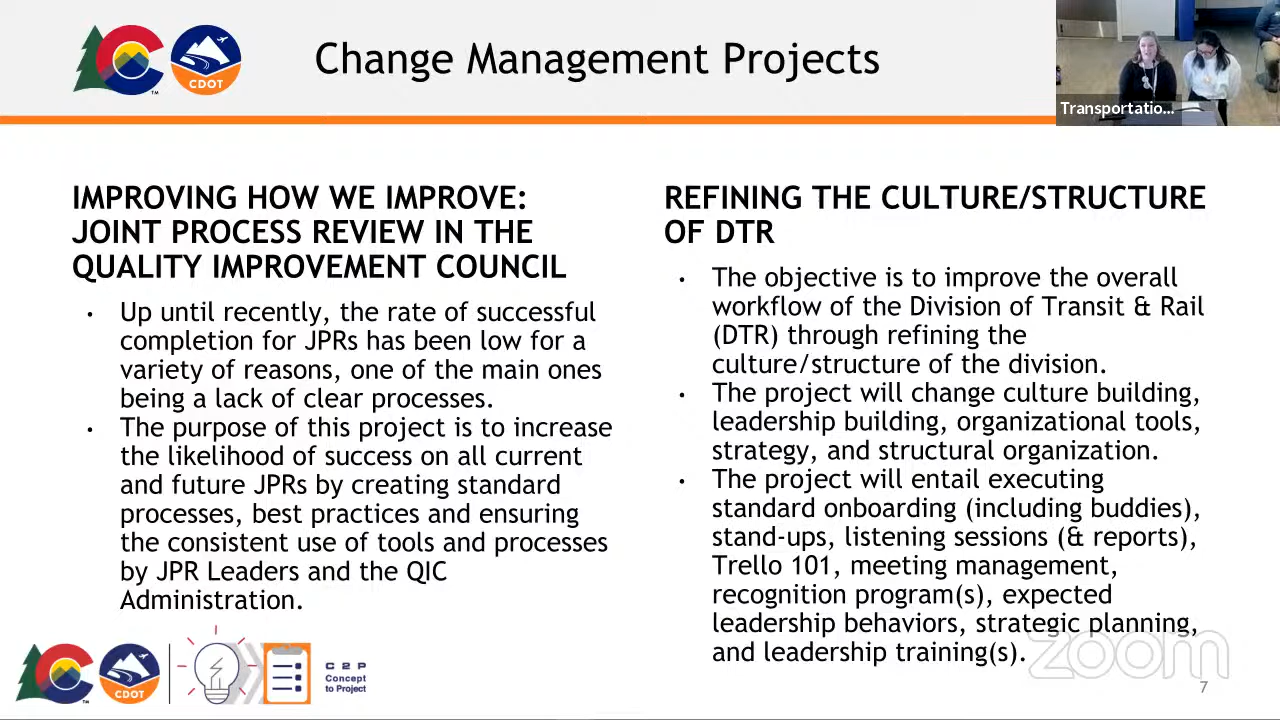 CDOT
Change Management Projects
Transportatio...
IMPROVING HOW WE IMPROVE:
JOINT PROCESS REVIEW IN THE
QUALITY IMPROVEMENT COUNCIL
• Up until recently, the rate of successful
completion for JPRs has been low for a
variety of reasons, one of the main ones
being a lack of clear processes.
• The purpose of this project is to increase
the likelihood of success on all current
and future JPRs by creating standard
processes, best practices and ensuring
the consistent use of tools and processes
by JPR Leaders and the QIC
Administration.
REFINING THE CULTURE/STRUCTURE
OF DTR
• The objective is to improve the overall
workflow of the Division of Transit & Rail
(DTR) through refining the
culture/structure of the division.
• The project will change culture building,
leadership building, organizational tools,
strategy, and structural organization.
• The project will entail executing
standard onboarding (including buddies),
stand-ups, listening sessions (& reports),
Trello 101, meeting management,
recognition program(s), expected
leadership behaviors, strategic planning,
and leadership training(s).
CDOT
C2P
Concept
to Project
zoom
7